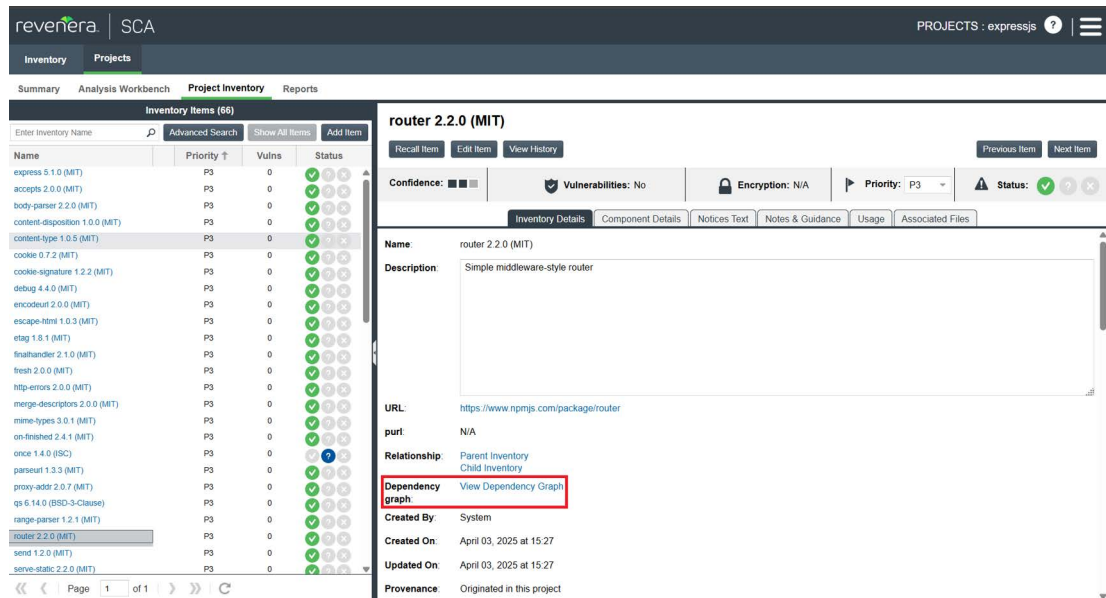 revenera. | SCA
PROJECTS : expressjs ?
Inventory Projects
Summary Analysis Workbench Project Inventory Reports
Inventory Items (66)
Enter Inventory Name Advanced Search Show All Items Add Item
Name Priority Vulns Status
express 5.1.0 (MIT) P3 0
accepts 2.0.0 (MIT) P3 0
body-parser 2.2.0 (MIT) P3 0
content-disposition 1.0.0 (MIT) P3 0
content-type 1.0.5 (MIT) P3 0
cookie 0.7.2 (MIT) P3 0
cookie-signature 1.2.2 (MIT) P3 0
debug 4.4.0 (MIT) P3 0
encodeurl 2.0.0 (MIT) P3 0
escape-html 1.0.3 (MIT) P3 0
etag 1.8.1 (MIT) P3 0
finalhandler 2.1.0 (MIT) P3 0
fresh 2.0.0 (MIT) P3 0
http-errors 2.0.0 (MIT) P3 0
merge-descriptors 2.0.0 (MIT) P3 0
mime-types 3.0.1 (MIT) P3 0
on-finished 2.4.1 (MIT) P3 0
once 1.4.0 (ISC) P3 0
parseurl 1.3.3 (MIT) P3 0
proxy-addr 2.0.7 (MIT) P3 0
qs 6.14.0 (BSD-3-Clause) P3 0
range-parser 1.2.1 (MIT) P3 0
router 2.2.0 (MIT) P3 0
send 1.2.0 (MIT) P3 0
serve-static 2.2.0 (MIT) P3 0
Page 1 of 1
router 2.2.0 (MIT)
Recall Item Edit Item View History Previous Item Next Item
Confidence: Vulnerabilities: No Encryption: N/A Priority: P3 Status:
Inventory Details Component Details Notices Text Notes & Guidance Usage Associated Files
Name: router 2.2.0 (MIT)
Description: Simple middleware-style router
URL: https://www.npmjs.com/package/router
purl: N/A
Relationship: Parent Inventory
Child Inventory
Dependency View Dependency Graph
graph:
Created By: System
Created On: April 03, 2025 at 15:27
Updated On: April 03, 2025 at 15:27
Provenance: Originated in this project